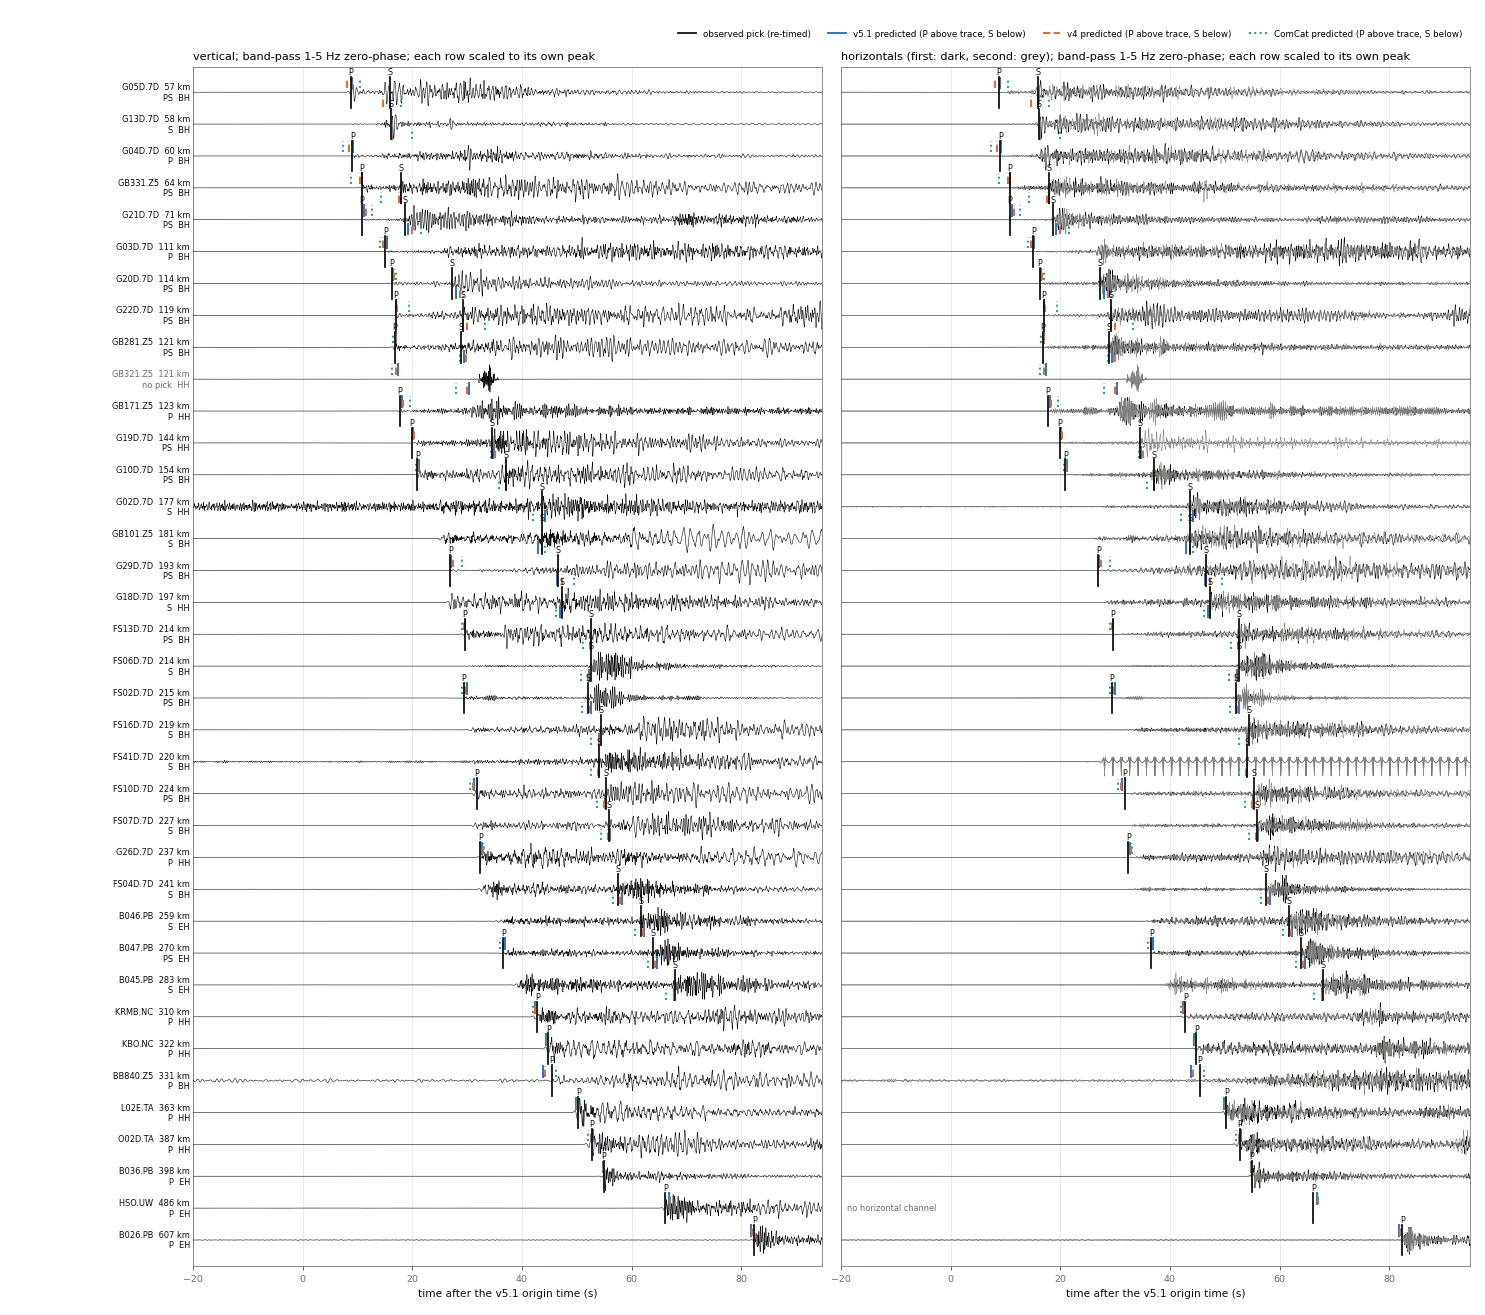 observed pick (re-timed)
v5.1 predicted (P above trace, S below)
v4 predicted (P above trace, S below)
ComCat predicted (P above trace, S below)
vertical; band-pass 1-5 Hz zero-phase; each row scaled to its own peak
horizontals (first: dark, second: grey); band-pass 1-5 Hz zero-phase; each row scaled to its own peak
G05D.7D 57 km
PS BH
G13D.7D 58 km
S BH
G04D.7D 60 km
P BH
GB331.Z5 64 km
PS BH
G21D.7D 71 km
PS BH
G03D.7D 111 km
P BH
G20D.7D 114 km
PS BH
G22D.7D 119 km
PS BH
GB281.Z5 121 km
PS BH
GB321.Z5 121 km
no pick HH
GB171.Z5 123 km
P HH
G19D.7D 144 km
PS HH
G10D.7D 154 km
PS BH
G02D.7D 177 km
S HH
GB101.Z5 181 km
S BH
G29D.7D 193 km
PS BH
G18D.7D 197 km
S HH
FS13D.7D 214 km
PS BH
FS06D.7D 214 km
S BH
FS02D.7D 215 km
PS BH
FS16D.7D 219 km
S BH
FS41D.7D 220 km
S BH
FS10D.7D 224 km
PS BH
FS07D.7D 227 km
S BH
G26D.7D 237 km
P HH
FS04D.7D 241 km
S BH
B046.PB 259 km
S EH
B047.PB 270 km
PS EH
B045.PB 283 km
S EH
KRMB.NC 310 km
P HH
KBO.NC 322 km
P HH
BB840.Z5 331 km
P BH
L02E.TA 363 km
P HH
O02D.TA 387 km
P HH
B036.PB 398 km
P EH
HSO.UW 486 km
P EH
no horizontal channel
B026.PB 607 km
P EH
−20 0 20 40 60 80
−20 0 20 40 60 80
time after the v5.1 origin time (s)
time after the v5.1 origin time (s)